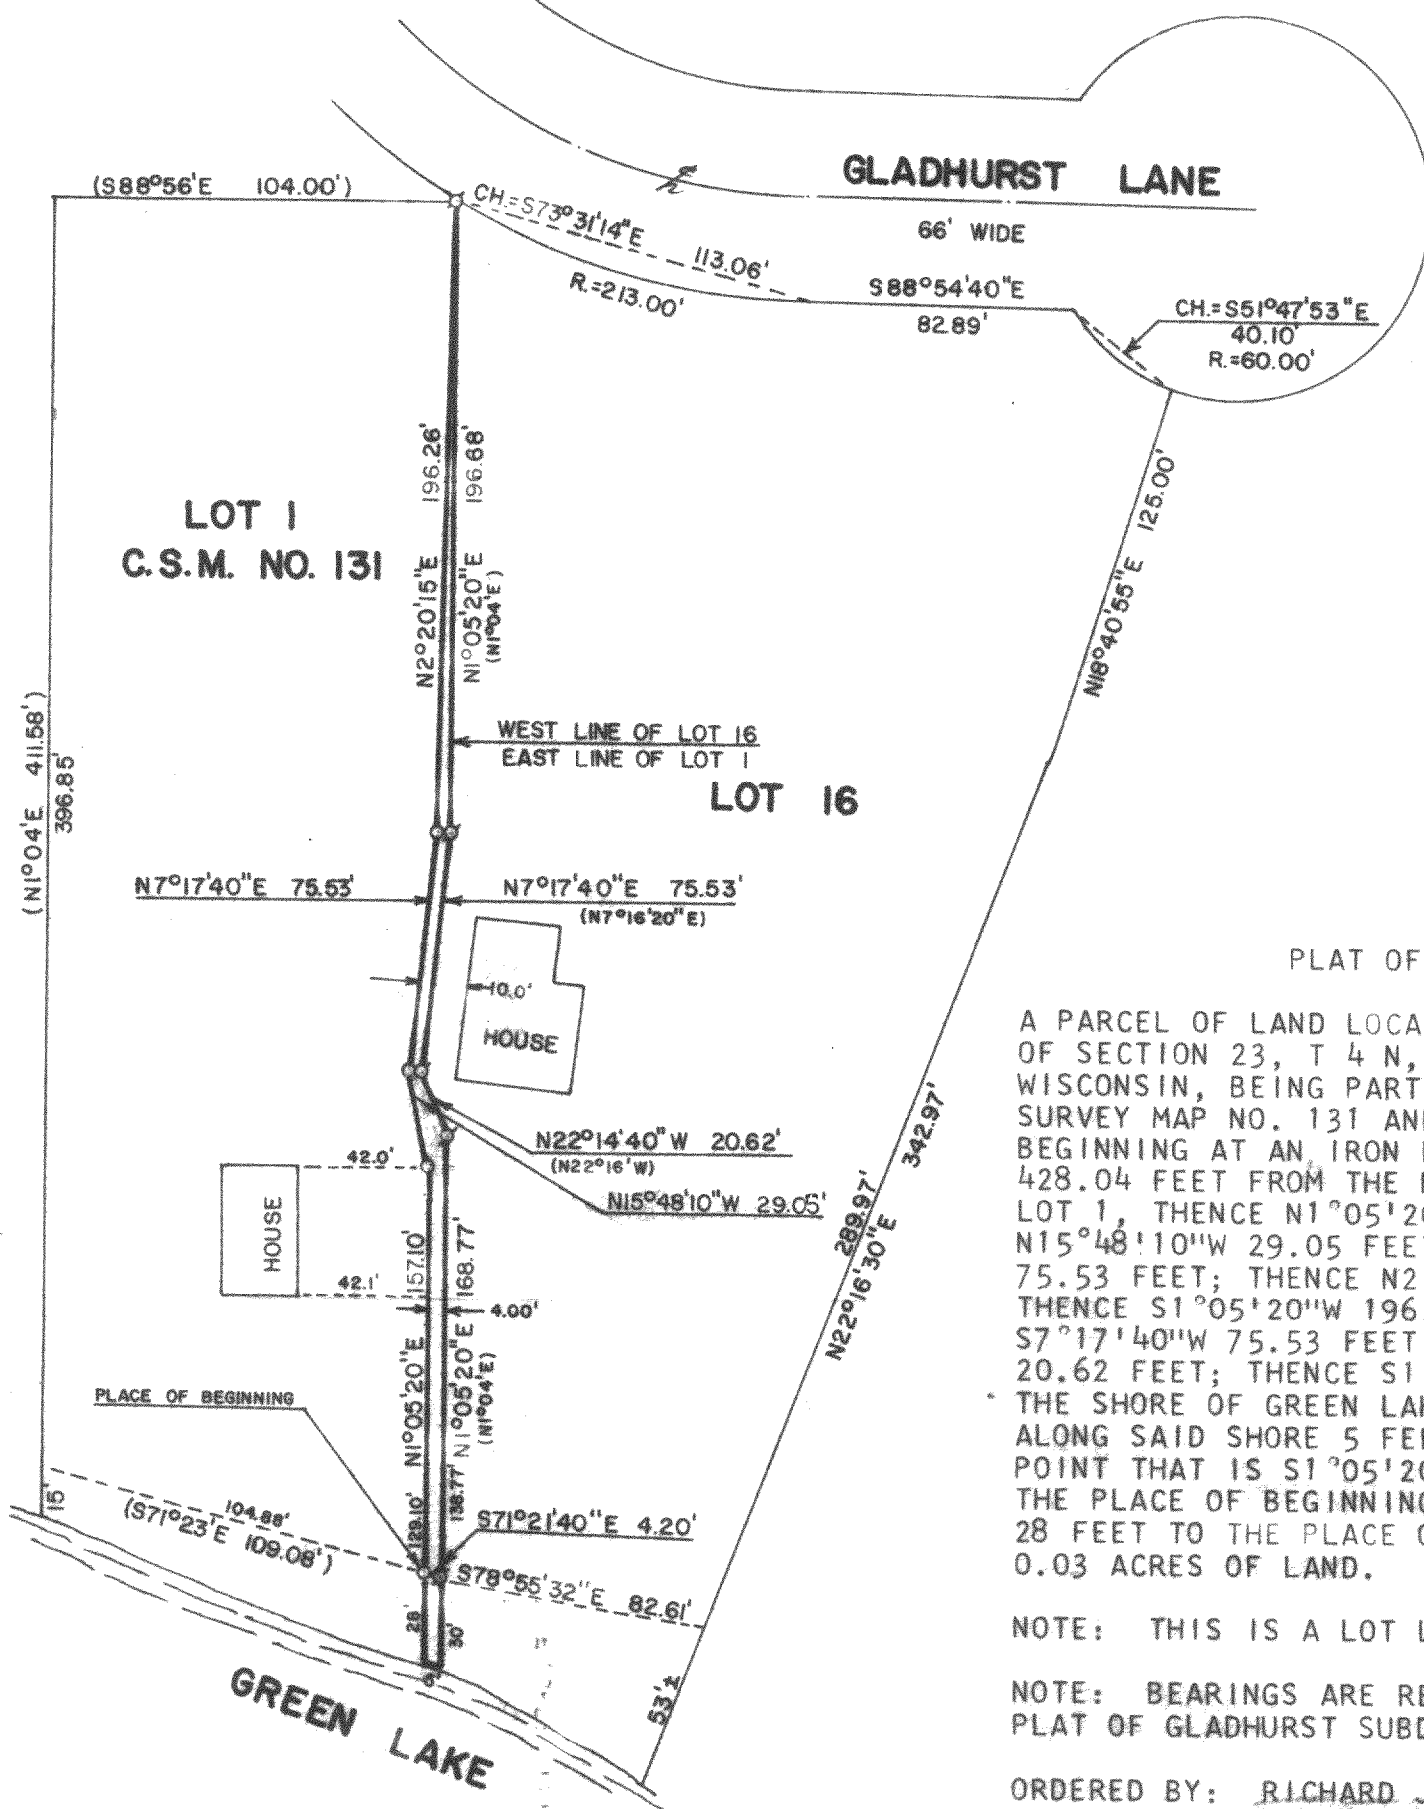 GLADHURST LANE
66' WIDE
(S88°56'E 104.00')
CH.=S73°31'14"E 113.06'
R.=213.00'
S88°54'40"E
82.89'
CH.=S51°47'53"E
40.10'
R.=60.00'
196.26'
196.68'
N2°20'15"E
N1°05'20"E
(N1°04'E)
LOT 1
C.S.M. NO. 131
N18°40'55"E 125.00'
(N1°04'E 411.58')
396.85'
WEST LINE OF LOT 16
EAST LINE OF LOT 1
LOT 16
N7°17'40"E 75.53'
N7°17'40"E 75.53'
(N7°16'20"E)
10.0'
HOUSE
N22°14'40"W 20.62'
(N22°16'W)
N15°48'10"W 29.05'
42.0'
HOUSE
42.1'
157.10'
168.77'
4.00'
N1°05'20"E
N1°05'20"E
(N1°04'E)
342.97'
289.97'
N22°16'30"E
PLACE OF BEGINNING
129.10'
138.77'
S71°21'40"E 4.20'
15'
104.88'
(S71°23'E 109.08')
S78°55'32"E 82.61'
28'
30'
53'±
GREEN LAKE
PLAT OF
A PARCEL OF LAND LOCA
OF SECTION 23, T 4 N,
WISCONSIN, BEING PART
SURVEY MAP NO. 131 AN
BEGINNING AT AN IRON
428.04 FEET FROM THE
LOT 1, THENCE N1°05'20
N15°48'10"W 29.05 FEE
75.53 FEET; THENCE N2
THENCE S1°05'20"W 196
S7°17'40"W 75.53 FEET
20.62 FEET; THENCE S1
THE SHORE OF GREEN LA
ALONG SAID SHORE 5 FE
POINT THAT IS S1°05'20
THE PLACE OF BEGINNING
28 FEET TO THE PLACE
0.03 ACRES OF LAND.
NOTE: THIS IS A LOT L
NOTE: BEARINGS ARE RE
PLAT OF GLADHURST SUBD
ORDERED BY: RICHARD